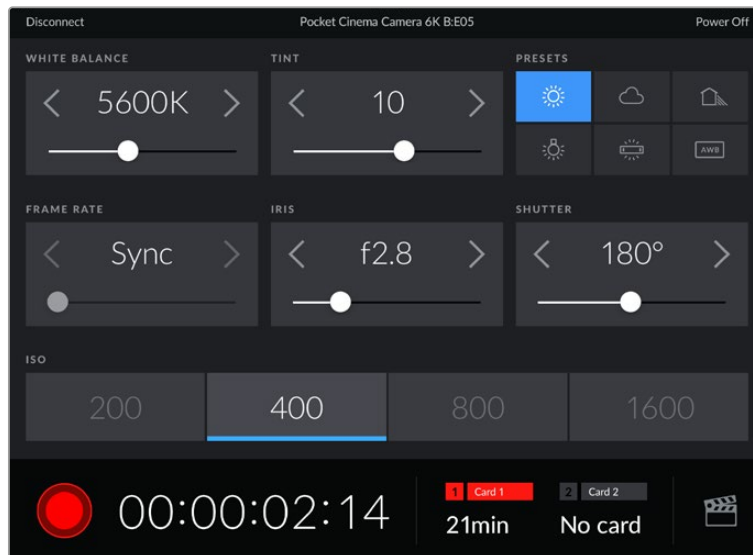 Disconnect Pocket Cinema Camera 6K B:E05 Power Off
WHITE BALANCE TINT PRESETS
5600K 10
AWB
FRAME RATE IRIS SHUTTER
Sync f2.8 180°
ISO
200 400 800 1600
1 Card 1 2 Card 2
00:00:02:14 21min No card